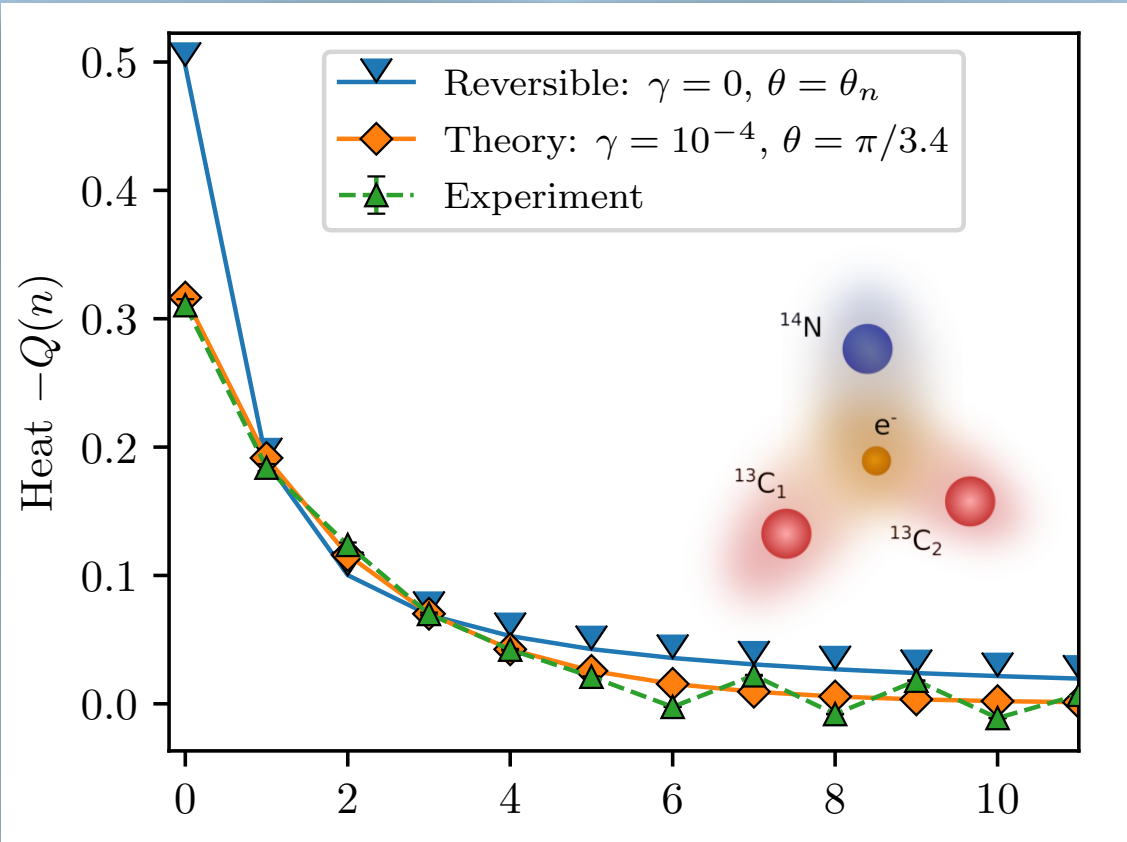 Reversible: γ = 0, θ = θₙ
Theory: γ = 10⁻⁴, θ = π/3.4
Experiment
Heat −Q(n)
0.5
0.4
0.3
0.2
0.1
0.0
¹⁴N
e⁻
¹³C₁
¹³C₂
0 2 4 6 8 10